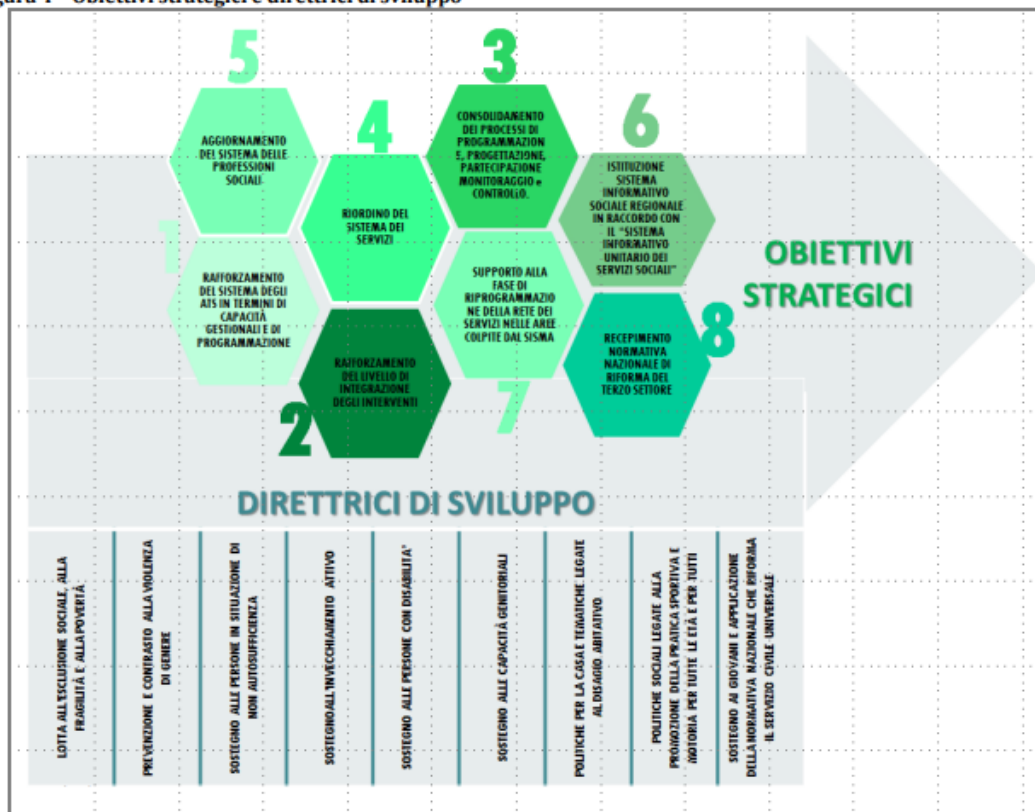 gura 1 – Obiettivi strategici e direttrici di sviluppo
5
AGGIORNAMENTO
DEL SISTEMA DELLE
PROFESSIONI
SOCIALI
4
RIORDINO DEL
SISTEMA DEI
SERVIZI
3
CONSOLIDAMENTO
DEI PROCESSI DI
PROGRAMMAZION
E, PROGETTAZIONE,
PARTECIPAZIONE
MONITORAGGIO e
CONTROLLO.
6
ISTITUZIONE
SISTEMA
INFORMATIVO
SOCIALE REGIONALE
IN RACCORDO CON
IL "SISTEMA
INFORMATIVO
UNITARIO DEI
SERVIZI SOCIALI"
1
RAFFORZAMENTO
DEL SISTEMA DEGLI
ATS IN TERMINI DI
CAPACITÀ
GESTIONALI E DI
PROGRAMMAZIONE
2
RAFFORZAMENTO
DEL LIVELLO DI
INTEGRAZIONE
DEGLI INTERVENTI
SUPPORTO ALLA
FASE DI
RIPROGRAMMAZIO
NE DELLA RETE DEI
SERVIZI NELLE AREE
COLPITE DAL SISMA
7
8
RECEPIMENTO
NORMATIVA
NAZIONALE DI
RIFORMA DEL
TERZO SETTORE
OBIETTIVI
STRATEGICI
DIRETTRICI DI SVILUPPO
LOTTA ALL'ESCLUSIONE SOCIALE, ALLA
FRAGILITÀ E ALLA POVERTÀ
PREVENZIONE E CONTRASTO ALLA VIOLENZA
DI GENERE
SOSTEGNO ALLE PERSONE IN SITUAZIONE DI
NON AUTOSUFFICIENZA
SOSTEGNO ALL'INVECCHIAMENTO ATTIVO
SOSTEGNO ALLE PERSONE CON DISABILITA'
SOSTEGNO ALLE CAPACITÀ GENITORIALI
POLITICHE PER LA CASA E TEMATICHE LEGATE
AL DISAGIO ABITATIVO
POLITICHE SOCIALI LEGATE ALLA
PROMOZIONE DELLA PRATICA SPORTIVA E
MOTORIA PER TUTTE LE ETÀ E PER TUTTI
SOSTEGNO AI GIOVANI E APPLICAZIONE
DELLA NORMATIVA NAZIONALE CHE RIFORMA
IL SERVIZIO CIVILE UNIVERSALE